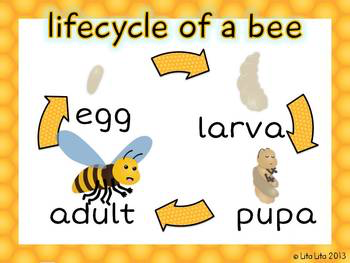 lifecycle of a bee
egg
larva
adult
pupa
© Lita Lita 2013